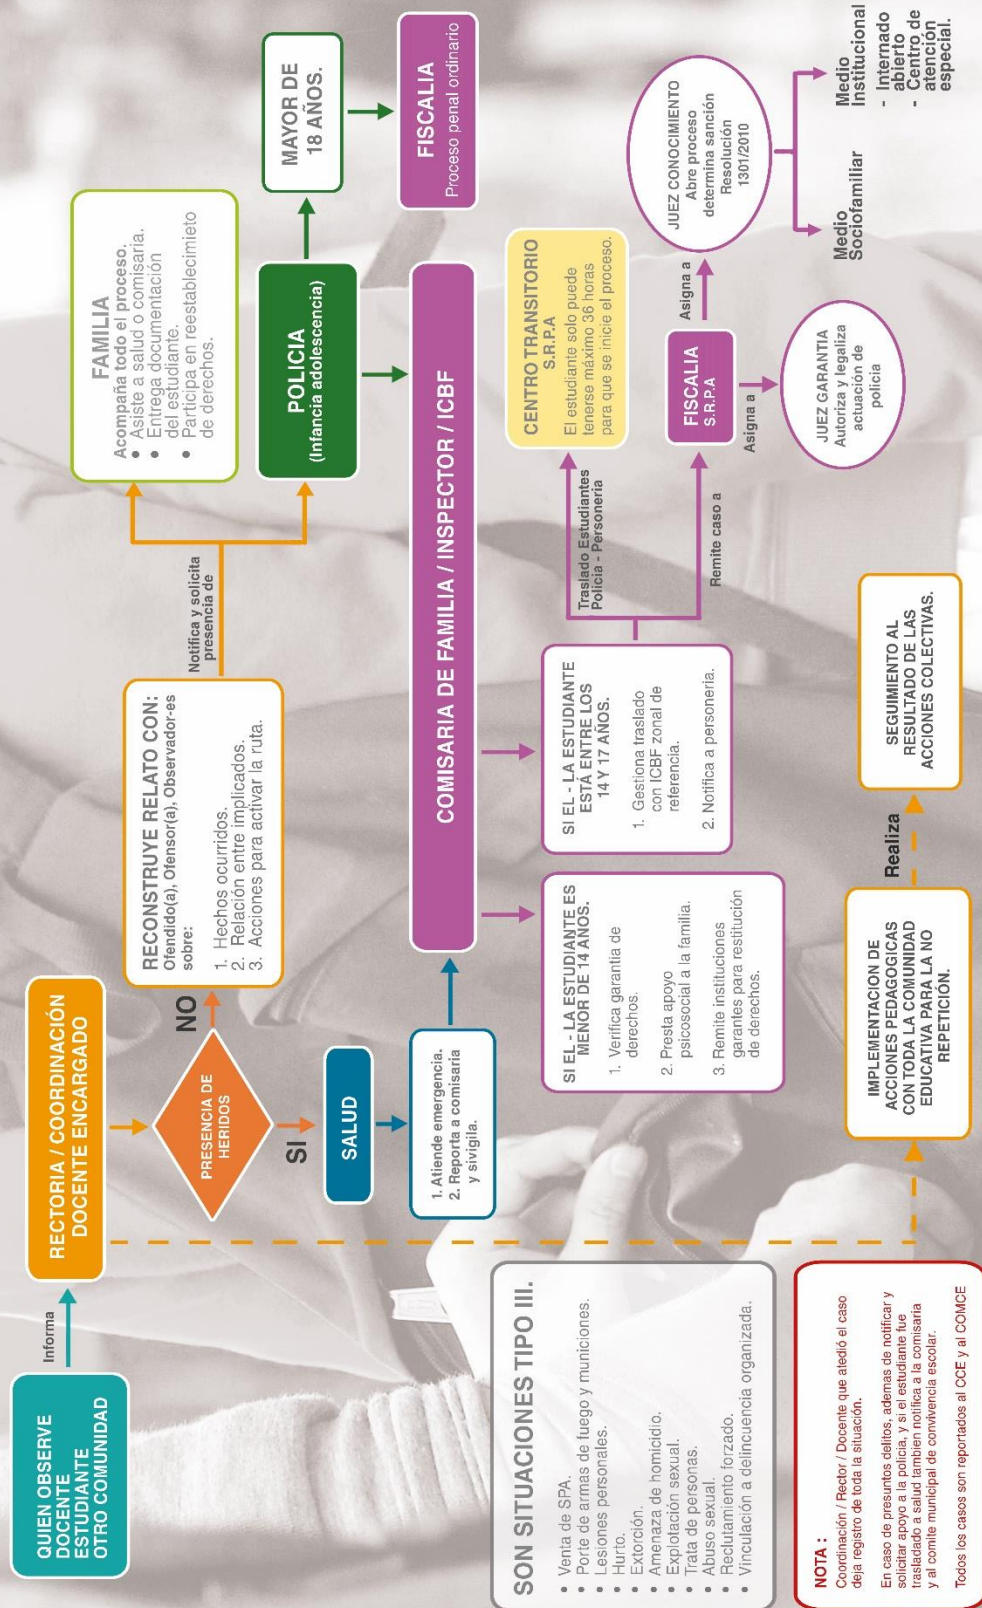 QUIEN OBSERVE
DOCENTE
ESTUDIANTE
OTRO COMUNIDAD
Informa
RECTORIA / COORDINACIÓN
DOCENTE ENCARGADO
PRESENCIA DE
HERIDOS
NO
SI
SALUD
1. Atiende emergencia.
2. Reporta a comisaria
y sivigila.
RECONSTRUYE RELATO CON:
Ofendido(a), Ofensor(a), Observador-es
sobre:
1. Hechos ocurridos.
2. Relación entre implicados.
3. Acciones para activar la ruta.
Notifica y solicita
presencia de
FAMILIA
Acompaña todo el proceso.
• Asiste a salud o comisaria.
• Entrega documentación
del estudiante.
• Participa en reestablecimieto
de derechos.
POLICIA
(Infancia adolescencia)
MAYOR DE
18 AÑOS.
FISCALIA
Proceso penal ordinario
COMISARIA DE FAMILIA / INSPECTOR / ICBF
SI EL - LA ESTUDIANTE ES
MENOR DE 14 AÑOS.
1. Verifica garantia de
derechos.
2. Presta apoyo
psicosocial a la familia.
3. Remite instituciones
garantes para restitución
de derechos.
SI EL - LA ESTUDIANTE
ESTÁ ENTRE LOS
14 Y 17 AÑOS.
1. Gestiona traslado
con ICBF zonal de
referencia.
2. Notifica a personeria.
Traslado Estudiantes
Policia - Personeria
Remite caso a
CENTRO TRANSITORIO
S.R.P.A
El estudiante solo puede
tenerse máximo 36 horas
para que se inicie el proceso.
FISCALIA
S.R.P.A
Asigna a
Asigna a
JUEZ GARANTIA
Autoriza y legaliza
actuación de
policia
JUEZ CONOCIMIENTO
Abre proceso
determina sanción
Resolución
1301/2010
Medio
Sociofamiliar
Medio
Institucional
- Internado
abierto
- Centro de
atención
especial.
SON SITUACIONES TIPO III.
• Venta de SPA.
• Porte de armas de fuego y municiones.
• Lesiones personales.
• Hurto.
• Extorción.
• Amenaza de homicidio.
• Explotación sexual.
• Trata de personas.
• Abuso sexual.
• Reclutamiento forzado.
• Vinculación a delincuencia organizada.
IMPLEMENTACION DE
ACCIONES PEDAGOGICAS
CON TODA LA COMUNIDAD
EDUCATIVA PARA LA NO
REPETICIÓN.
Realiza
SEGUIMIENTO AL
RESULTADO DE LAS
ACCIONES COLECTIVAS.
NOTA :
Coordinación / Rector / Docente que atedió el caso
deja registro de toda la situación.
En caso de presuntos delitos, ademas de notificar y
solicitar apoyo a la policia, y si el estudiante fue
trasladado a salud tambien notifica a la comisaria
y al comite municipal de convivencia escolar.
Todos los casos son reportados al CCE y al COMCE